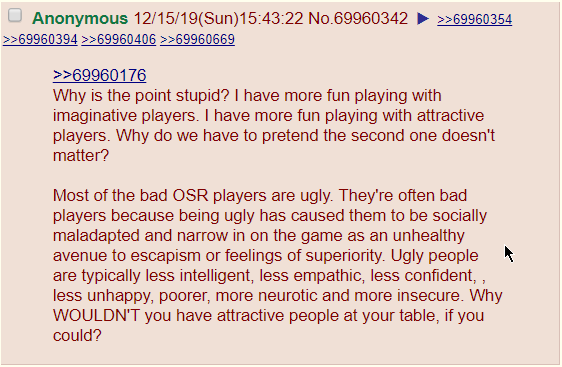 Anonymous 12/15/19(Sun)15:43:22 No.69960342 ▶ >>69960354
>>69960394 >>69960406 >>69960669
>>69960176
Why is the point stupid? I have more fun playing with
imaginative players. I have more fun playing with attractive
players. Why do we have to pretend the second one doesn't
matter?
Most of the bad OSR players are ugly. They're often bad
players because being ugly has caused them to be socially
maladapted and narrow in on the game as an unhealthy
avenue to escapism or feelings of superiority. Ugly people
are typically less intelligent, less empathic, less confident, ,
less unhappy, poorer, more neurotic and more insecure. Why
WOULDN'T you have attractive people at your table, if you
could?